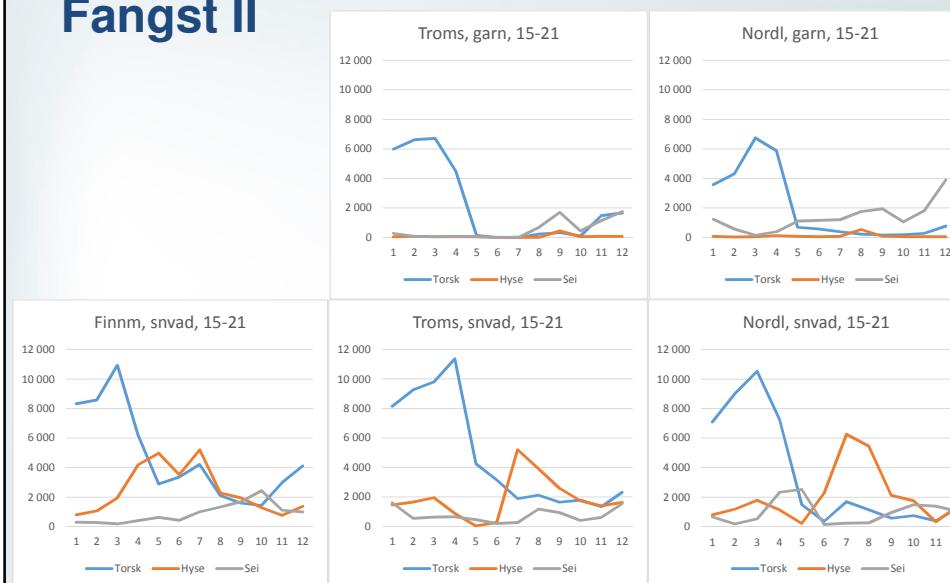 Fangst II
Troms, garn, 15-21
12 000
10 000
8 000
6 000
4 000
2 000
0
1 2 3 4 5 6 7 8 9 10 11 12
Torsk Hyse Sei
Nordl, garn, 15-21
12 000
10 000
8 000
6 000
4 000
2 000
0
1 2 3 4 5 6 7 8 9 10 11 12
Torsk Hyse Sei
Finnm, snvad, 15-21
12 000
10 000
8 000
6 000
4 000
2 000
0
1 2 3 4 5 6 7 8 9 10 11 12
Torsk Hyse Sei
Troms, snvad, 15-21
12 000
10 000
8 000
6 000
4 000
2 000
0
1 2 3 4 5 6 7 8 9 10 11 12
Torsk Hyse Sei
Nordl, snvad, 15-21
12 000
10 000
8 000
6 000
4 000
2 000
0
1 2 3 4 5 6 7 8 9 10 11
Torsk Hyse Sei